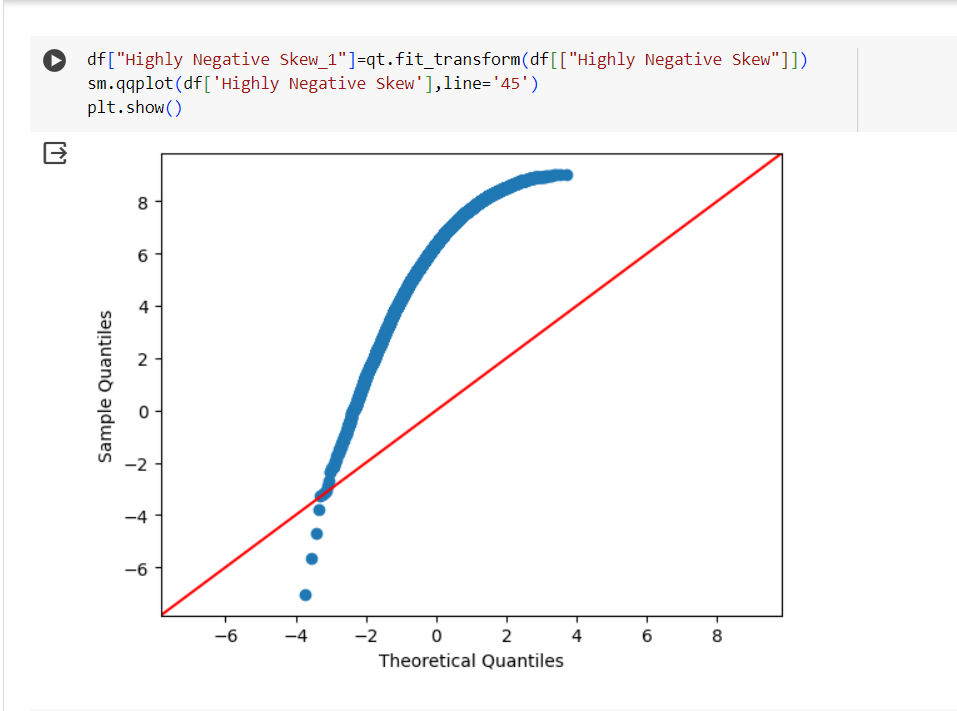 df["Highly Negative Skew_1"]=qt.fit_transform(df[["Highly Negative Skew"]])
sm.qqplot(df['Highly Negative Skew'],line='45')
plt.show()
8
6
4
2
0
−2
−4
−6
Sample Quantiles
−6 −4 −2 0 2 4 6 8
Theoretical Quantiles